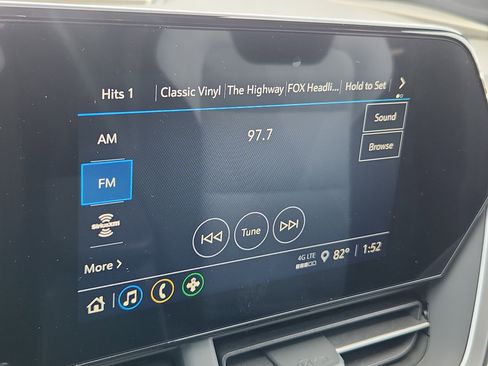 Hits 1 Classic Vinyl The Highway FOX Headli... Hold to Set
AM 97.7 Sound
FM Browse
SiriusXM
Tune
More
4G LTE 82° 1:52